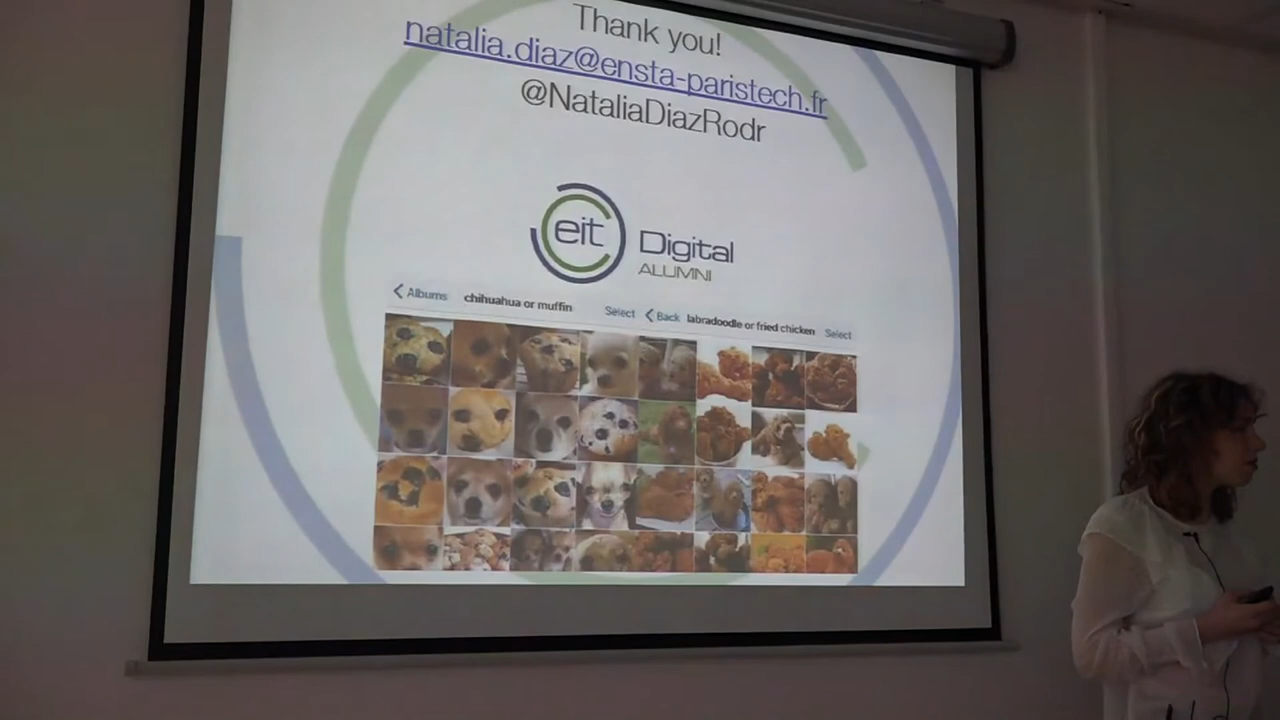 Thank you!
natalia.diaz@ensta-paristech.fr
@NataliaDiazRodr
eit Digital
ALUMNI
Albums chihuahua or muffin Select Back labradoodle or fried chicken Select